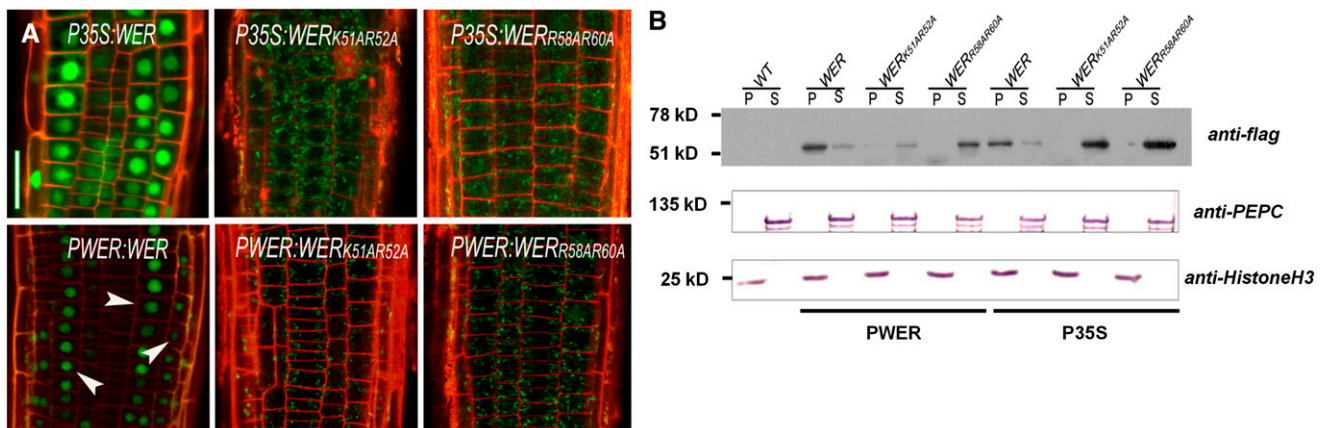 A
P35S:WER
P35S:WERK51AR52A
P35S:WERR58AR60A
PWER:WER
PWER:WERK51AR52A
PWER:WERR58AR60A
B
WT WER WERK51AR52A WERR58AR60A WER WERK51AR52A WERR58AR60A
P S P S P S P S P S P S P S
78 kD
51 kD
anti-flag
135 kD
anti-PEPC
25 kD
anti-HistoneH3
PWER P35S